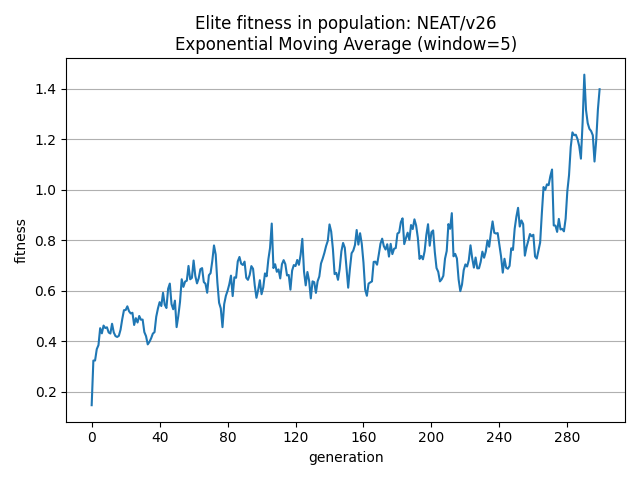 Elite fitness in population: NEAT/v26
Exponential Moving Average (window=5)
fitness
1.4
1.2
1.0
0.8
0.6
0.4
0.2
0 40 80 120 160 200 240 280
generation